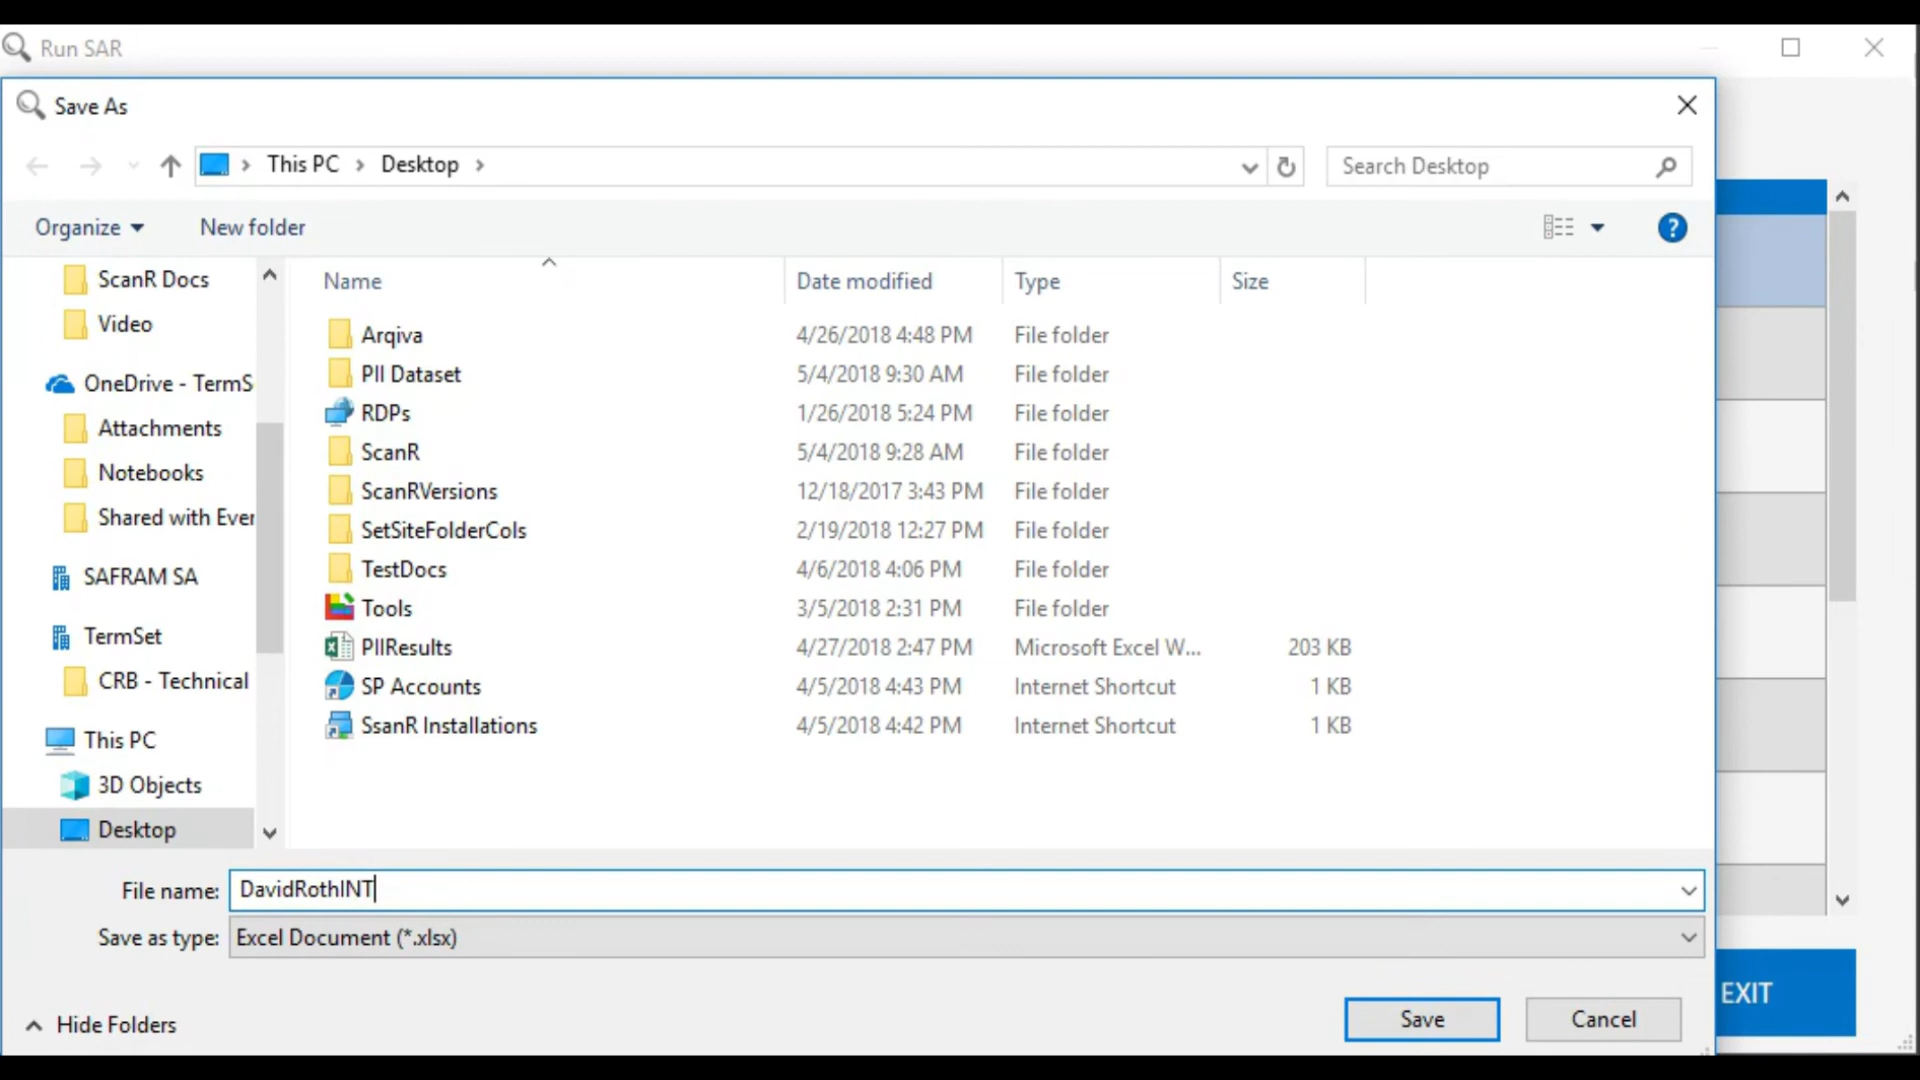 Run SAR
Save As
This PC > Desktop >
Search Desktop
Organize
New folder
?
ScanR Docs
Video
OneDrive - TermS
Attachments
Notebooks
Shared with Ever
SAFRAM SA
TermSet
CRB - Technical
This PC
3D Objects
Desktop
Name Date modified Type Size
Arqiva 4/26/2018 4:48 PM File folder
PII Dataset 5/4/2018 9:30 AM File folder
RDPs 1/26/2018 5:24 PM File folder
ScanR 5/4/2018 9:28 AM File folder
ScanRVersions 12/18/2017 3:43 PM File folder
SetSiteFolderCols 2/19/2018 12:27 PM File folder
TestDocs 4/6/2018 4:06 PM File folder
Tools 3/5/2018 2:31 PM File folder
PIIResults 4/27/2018 2:47 PM Microsoft Excel W... 203 KB
SP Accounts 4/5/2018 4:43 PM Internet Shortcut 1 KB
SsanR Installations 4/5/2018 4:42 PM Internet Shortcut 1 KB
File name: DavidRothINT
Save as type: Excel Document (*.xlsx)
EXIT
Hide Folders
Save
Cancel